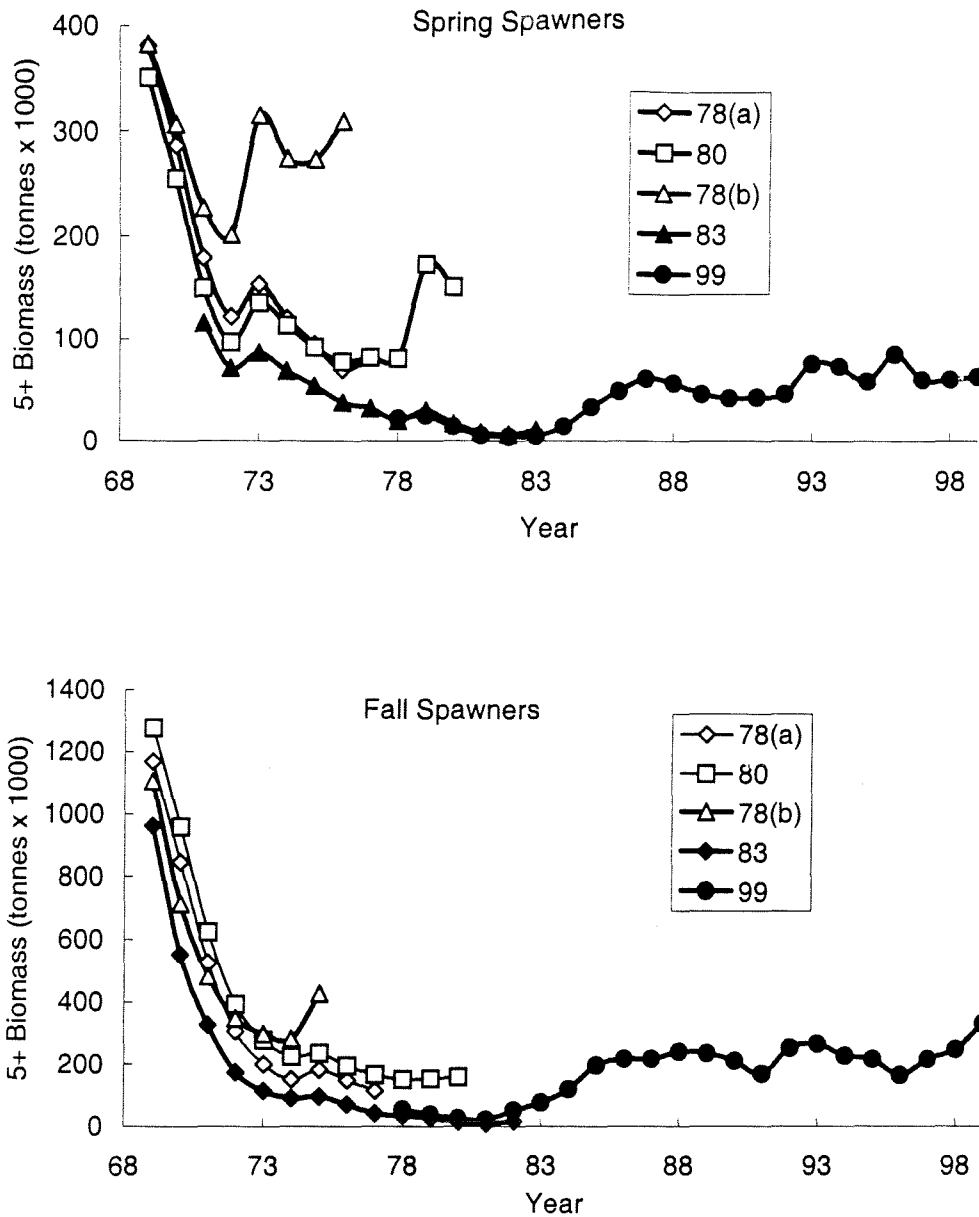 Spring Spawners
5+ Biomass (tonnes x 1000)
400
300
200
100
0
68 73 78 83 88 93 98
Year
78(a)
80
78(b)
83
99
Fall Spawners
5+ Biomass (tonnes x 1000)
1400
1200
1000
800
600
400
200
0
68 73 78 83 88 93 98
Year
78(a)
80
78(b)
83
99